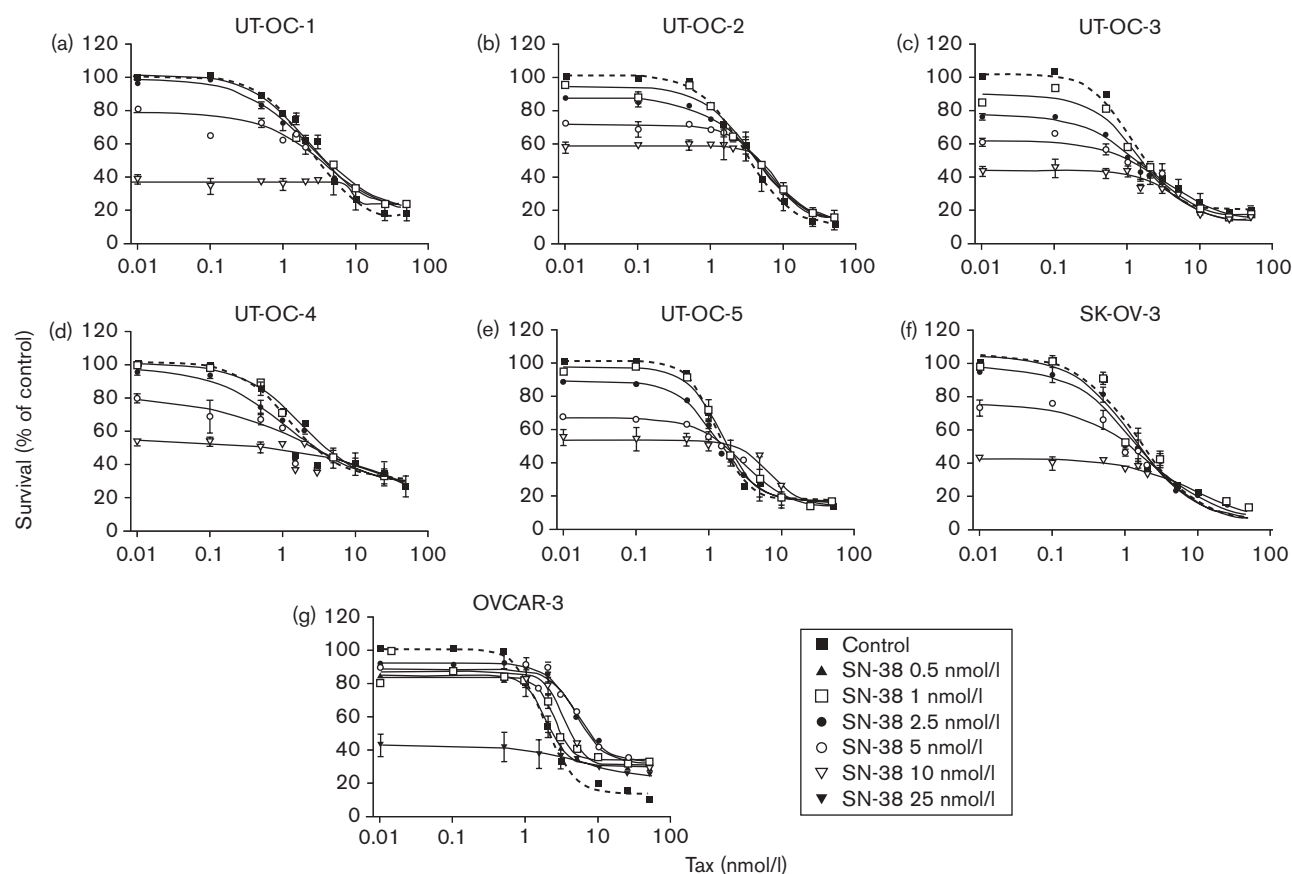 UT-OC-1 UT-OC-2 UT-OC-3
(a) 120 (b) 120 (c) 120
100 100 100
80 80 80
60 60 60
40 40 40
20 20 20
0 0 0
0.01 0.1 1 10 100 0.01 0.1 1 10 100 0.01 0.1 1 10 100
UT-OC-4 UT-OC-5 SK-OV-3
(d) 120 (e) 120 (f) 120
100 100 100
80 80 80
60 60 60
40 40 40
20 20 20
0 0 0
0.01 0.1 1 10 100 0.01 0.1 1 10 100 0.01 0.1 1 10 100
Survival (% of control)
OVCAR-3
(g) 120
100
80
60
40
20
0
0.01 0.1 1 10 100
Tax (nmol/l)
Control
SN-38 0.5 nmol/l
SN-38 1 nmol/l
SN-38 2.5 nmol/l
SN-38 5 nmol/l
SN-38 10 nmol/l
SN-38 25 nmol/l